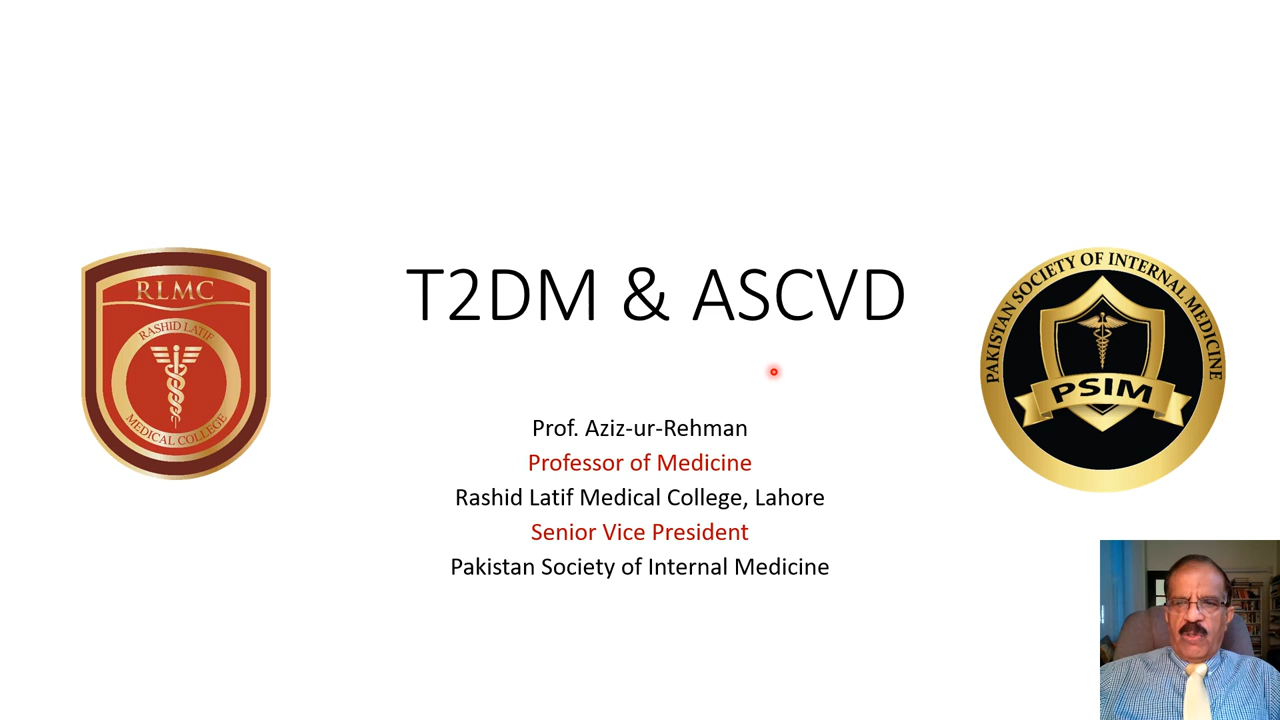 RLMC
RASHID LATIF
MEDICAL COLLEGE
T2DM & ASCVD
PAKISTAN SOCIETY OF INTERNAL MEDICINE
PSIM
Prof. Aziz-ur-Rehman
Professor of Medicine
Rashid Latif Medical College, Lahore
Senior Vice President
Pakistan Society of Internal Medicine